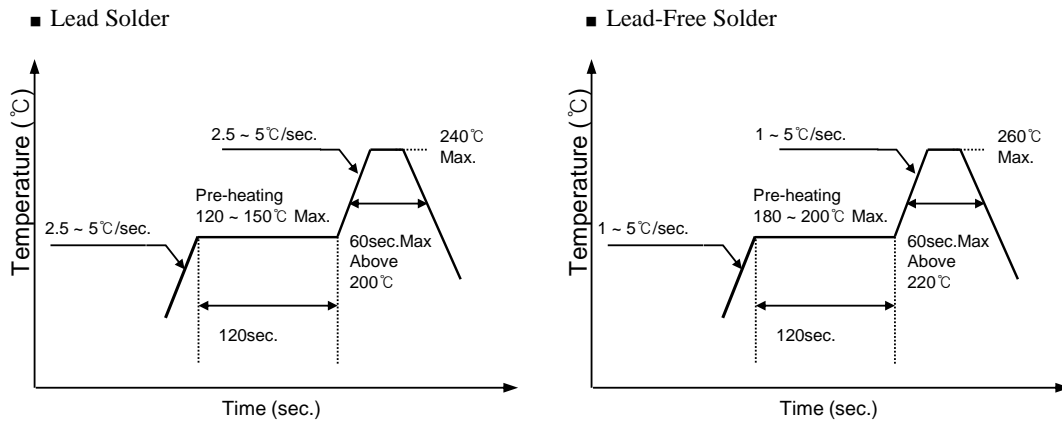 ■ Lead Solder
Temperature (℃)
2.5 ~ 5℃/sec.
240℃
Max.
Pre-heating
120 ~ 150℃ Max.
2.5 ~ 5℃/sec.
60sec.Max
Above
200℃
120sec.
Time (sec.)
■ Lead-Free Solder
Temperature (℃)
1 ~ 5℃/sec.
260℃
Max.
Pre-heating
180 ~ 200℃ Max.
1 ~ 5℃/sec.
60sec.Max
Above
220℃
120sec.
Time (sec.)